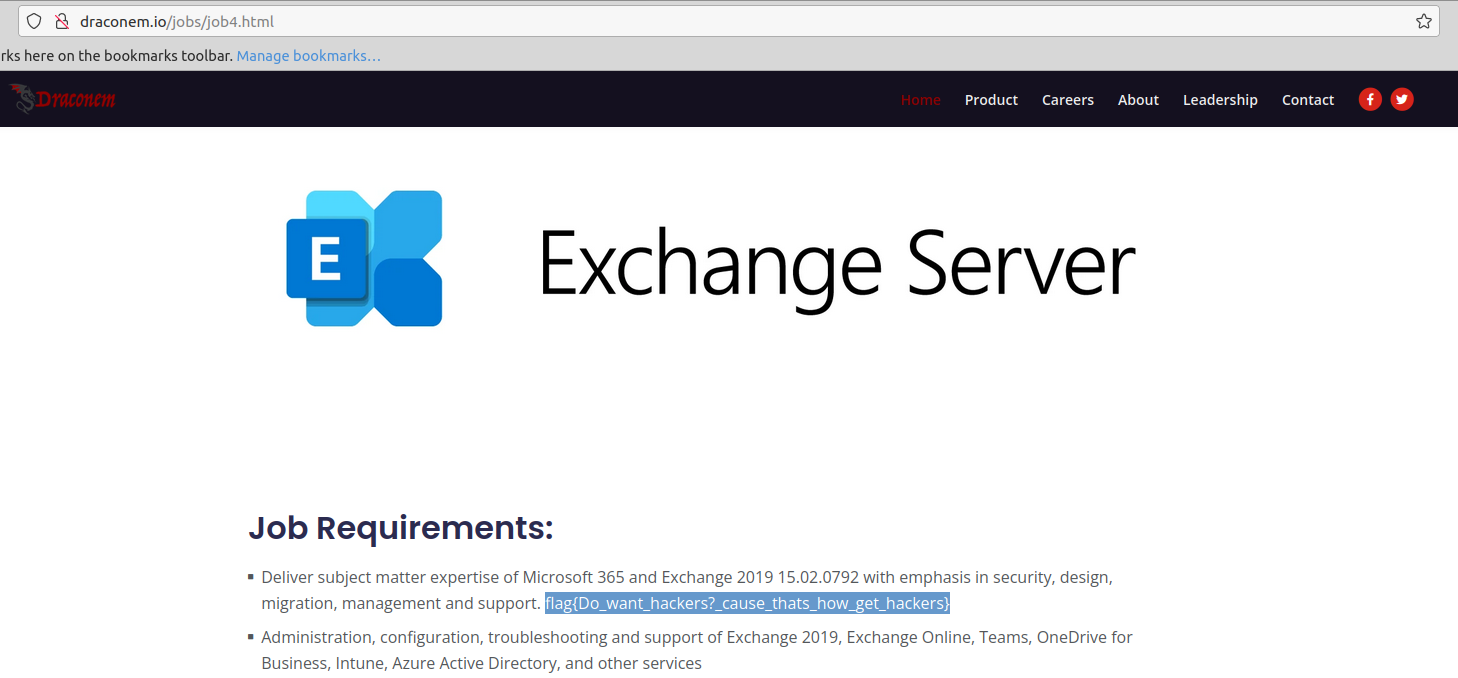 draconem.io/jobs/job4.html
rks here on the bookmarks toolbar. Manage bookmarks…
Draconem Home Product Careers About Leadership Contact
E Exchange Server
Job Requirements:
Deliver subject matter expertise of Microsoft 365 and Exchange 2019 15.02.0792 with emphasis in security, design,
migration, management and support. flag{Do_want_hackers?_cause_thats_how_get_hackers}
Administration, configuration, troubleshooting and support of Exchange 2019, Exchange Online, Teams, OneDrive for
Business, Intune, Azure Active Directory, and other services